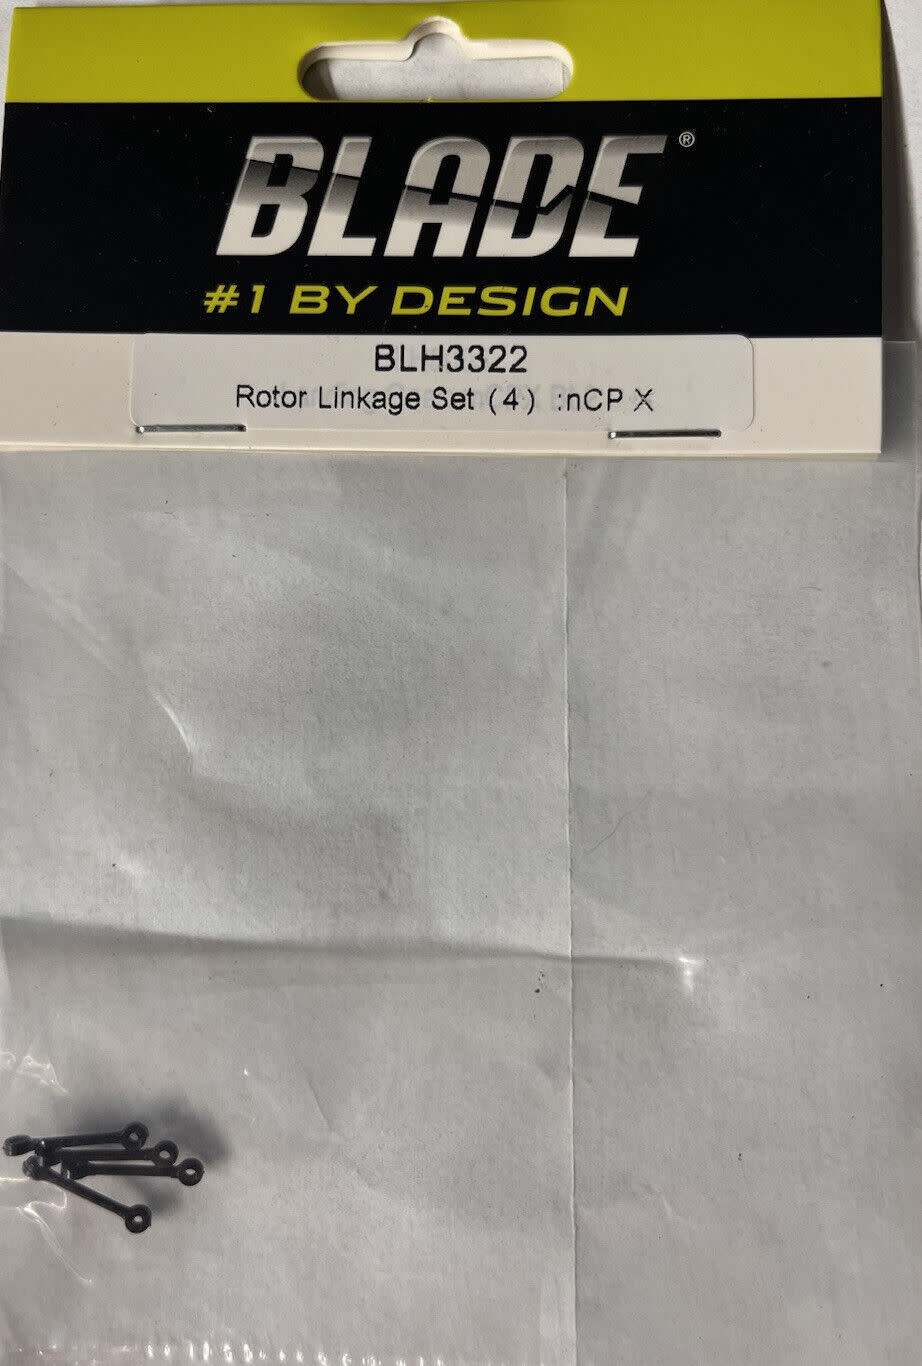 BLADE®
#1 BY DESIGN
BLH3322
Rotor Linkage Set (4) :nCP X